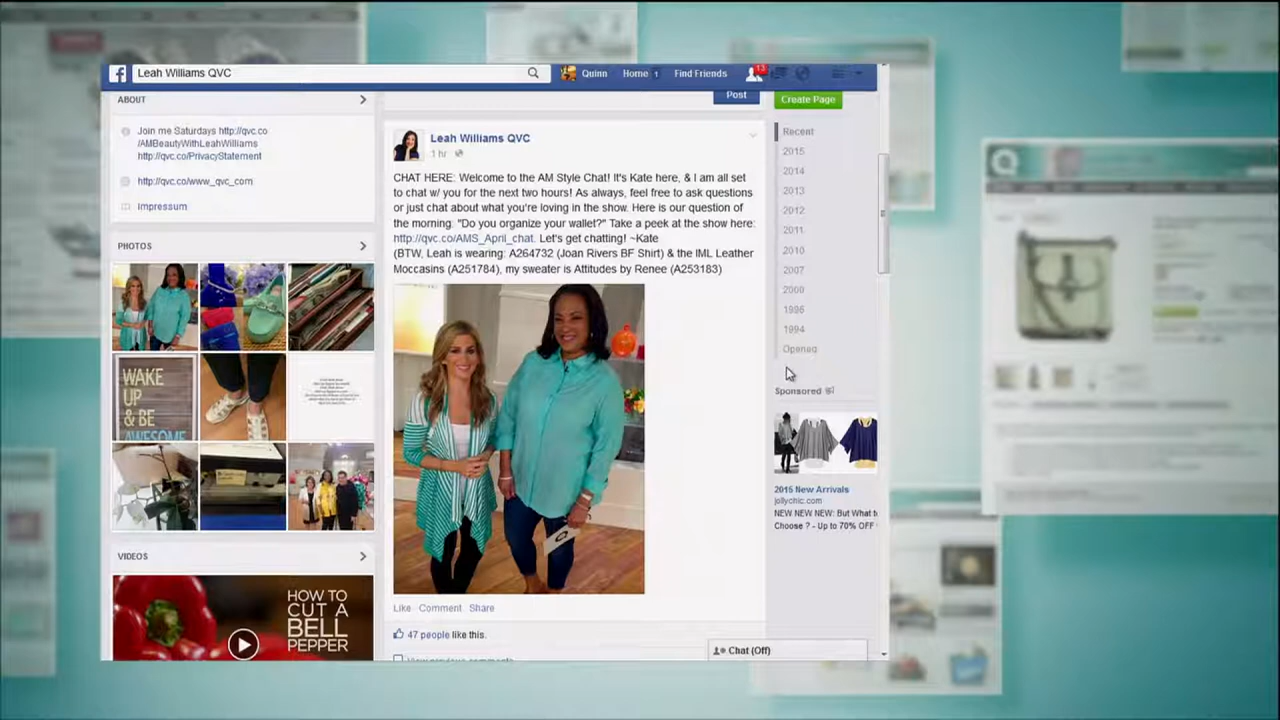 Leah Williams QVC
Quinn
Home 1
Find Friends
13
ABOUT
Join me Saturdays http://qvc.co
/AMBeautyWithLeahWilliams
http://qvc.co/PrivacyStatement
http://qvc.co/www_qvc_com
Impressum
PHOTOS
WAKE
UP
& BE
AWESOME
VIDEOS
HOW TO
CUT A
BELL
PEPPER
Post
Leah Williams QVC
1 hr
CHAT HERE: Welcome to the AM Style Chat! It's Kate here, & I am all set
to chat w/ you for the next two hours! As always, feel free to ask questions
or just chat about what you're loving in the show. Here is our question of
the morning: "Do you organize your wallet?" Take a peek at the show here:
http://qvc.co/AMS_April_chat. Let's get chatting! ~Kate
(BTW, Leah is wearing: A264732 (Joan Rivers BF Shirt) & the IML Leather
Moccasins (A251784), my sweater is Attitudes by Renee (A253183)
Like Comment Share
47 people like this.
View previous comments
Create Page
Recent
2015
2014
2013
2012
2011
2010
2007
2000
1995
1994
Opened
Sponsored
2015 New Arrivals
jollychic.com
NEW NEW NEW: But What t
Choose ? - Up to 70% OFF
Chat (Off)